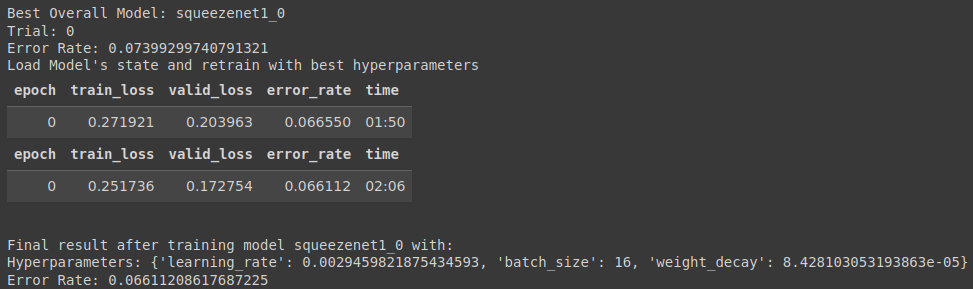 Best Overall Model: squeezenet1_0
Trial: 0
Error Rate: 0.07399299740791321
Load Model's state and retrain with best hyperparameters
epoch train_loss valid_loss error_rate time
0 0.271921 0.203963 0.066550 01:50
epoch train_loss valid_loss error_rate time
0 0.251736 0.172754 0.066112 02:06
Final result after training model squeezenet1_0 with:
Hyperparameters: {'learning_rate': 0.0029459821875434593, 'batch_size': 16, 'weight_decay': 8.428103053193863e-05}
Error Rate: 0.06611208617687225